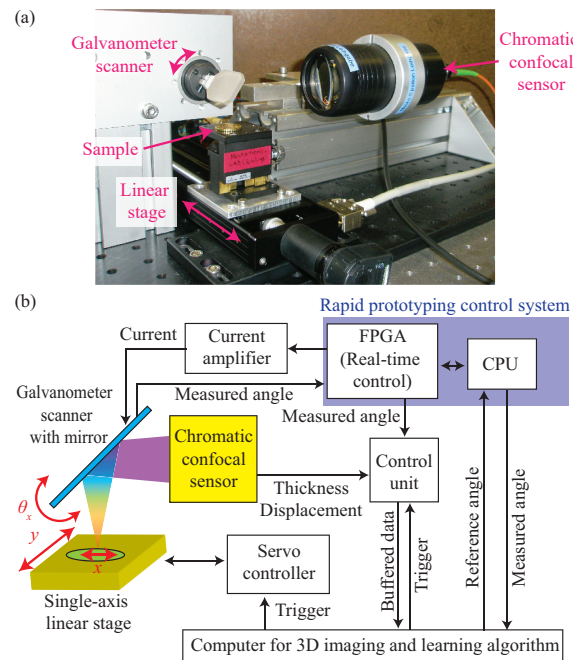 (a)
Galvanometer
scanner
Chromatic
confocal
sensor
Sample
Linear
stage
(b)
Rapid prototyping control system
Current
Current
amplifier
FPGA
(Real-time
control)
CPU
Galvanometer
scanner
with mirror
Measured angle
Measured angle
Chromatic
confocal
sensor
Control
unit
Thickness
Displacement
θx
y
x
Single-axis
linear stage
Servo
controller
Trigger
Buffered data
Trigger
Reference angle
Measured angle
Computer for 3D imaging and learning algorithm